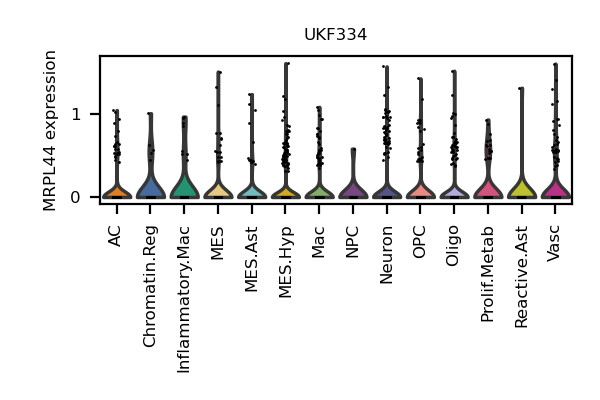 UKF334
MRPL44 expression
1
0
AC
Chromatin.Reg
Inflammatory.Mac
MES
MES.Ast
MES.Hyp
Mac
NPC
Neuron
OPC
Oligo
Prolif.Metab
Reactive.Ast
Vasc